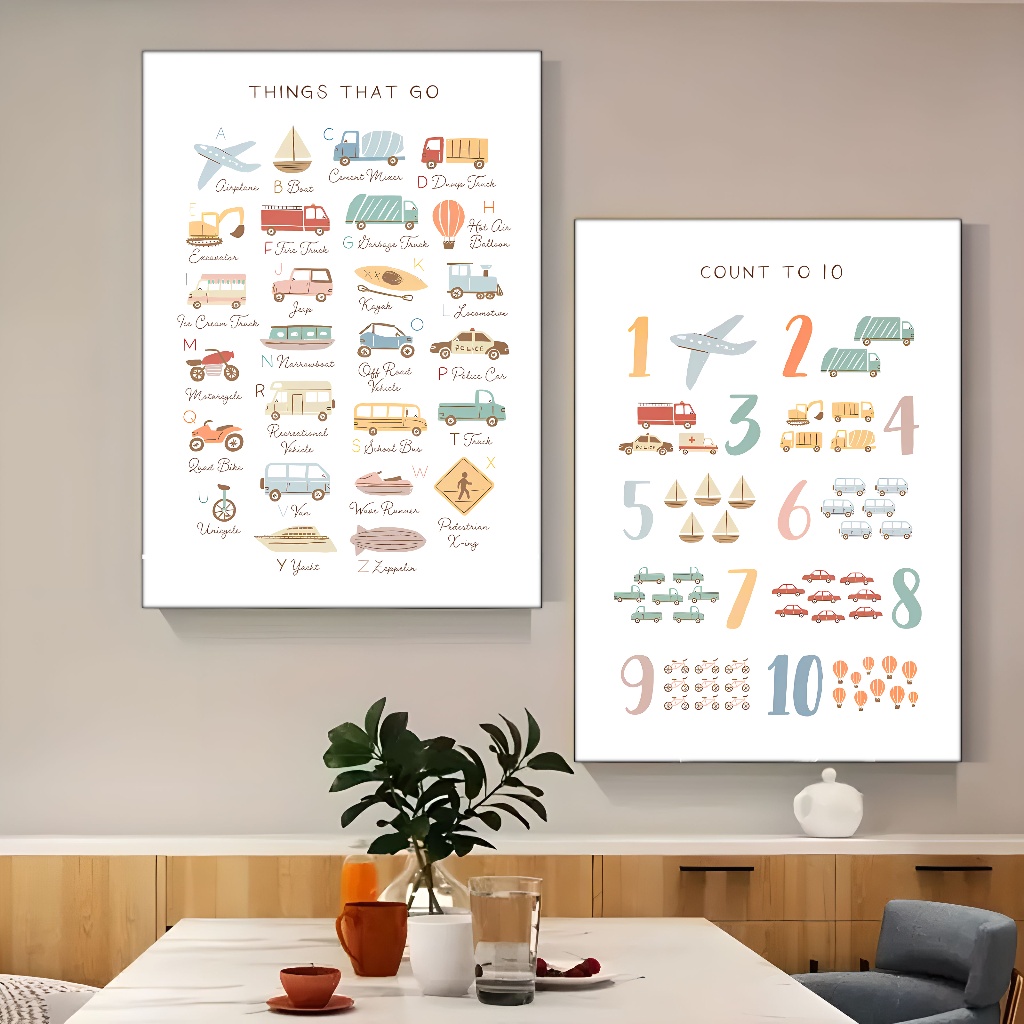 THINGS THAT GO
A
Airplane
B Boat
C
Cement Mixer
D Dump Truck
E
Excavator
F Fire Truck
G Garbage Truck
H
Hot Air
Balloon
I
Ice Cream Truck
J
Jeep
K
Kayak
L Locomotive
M
Motorcycle
N Narrowboat
O
Off Road
Vehicle
POLICE
P Police Car
Q
Quad Bike
R
Recreational
Vehicle
S School Bus
T Truck
U
Unicycle
V Van
W
Wave Runner
X
Pedestrian
X-ing
Y Yacht
Z Zeppelin
COUNT TO 10
1
2
3
POLICE
4
5
6
7
8
9
10